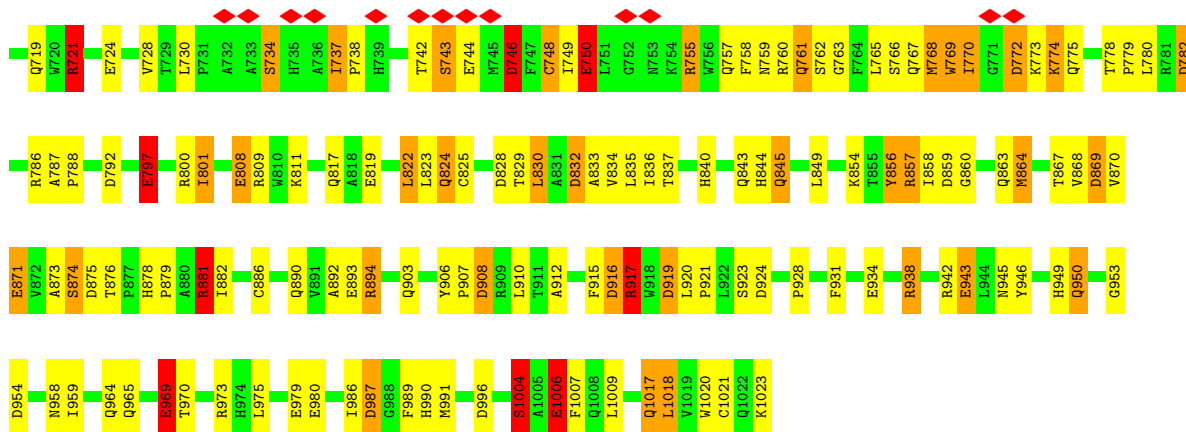 Q719 W720 R721 E724 V728 T729 L730 P731 A732 A733 S734 H735 A736 I737 P738 H739 T742 S743 E744 M745 D746 F747 C748 I749 E750 L751 G752 N753 K754 R755 W756 Q757 F758 N759 R760 Q761 S762 G763 F764 L765 S766 Q767 M768 W769 I770 G771 D772 K773 K774 Q775 T778 P779 L780 R781 D782
R786 A787 P788 D792 E797 R800 I801 E808 R809 W810 K811 Q817 A818 E819 L822 L823 Q824 C825 D828 T829 L830 A831 D832 A833 V834 L835 I836 T837 H840 Q843 H844 Q845 L849 K854 T855 Y856 R857 I858 D859 G860 Q863 M864 T867 V868 D869 V870
E871 V872 A873 S874 D875 T876 P877 H878 P879 A880 R881 I882 C886 Q890 V891 A892 E893 R894 Q903 Y906 P907 D908 R909 L910 T911 A912 F915 D916 R917 W918 D919 L920 P921 L922 S923 D924 P928 F931 E934 R938 R942 E943 L944 N945 Y946 H949 Q950 G953
D954 N958 I959 Q964 Q965 E969 T970 R973 H974 L975 E979 E980 I986 D987 G988 F989 H990 M991 D996 S1004 A1005 E1006 F1007 Q1008 L1009 Q1017 L1018 V1019 W1020 C1021 Q1022 K1023